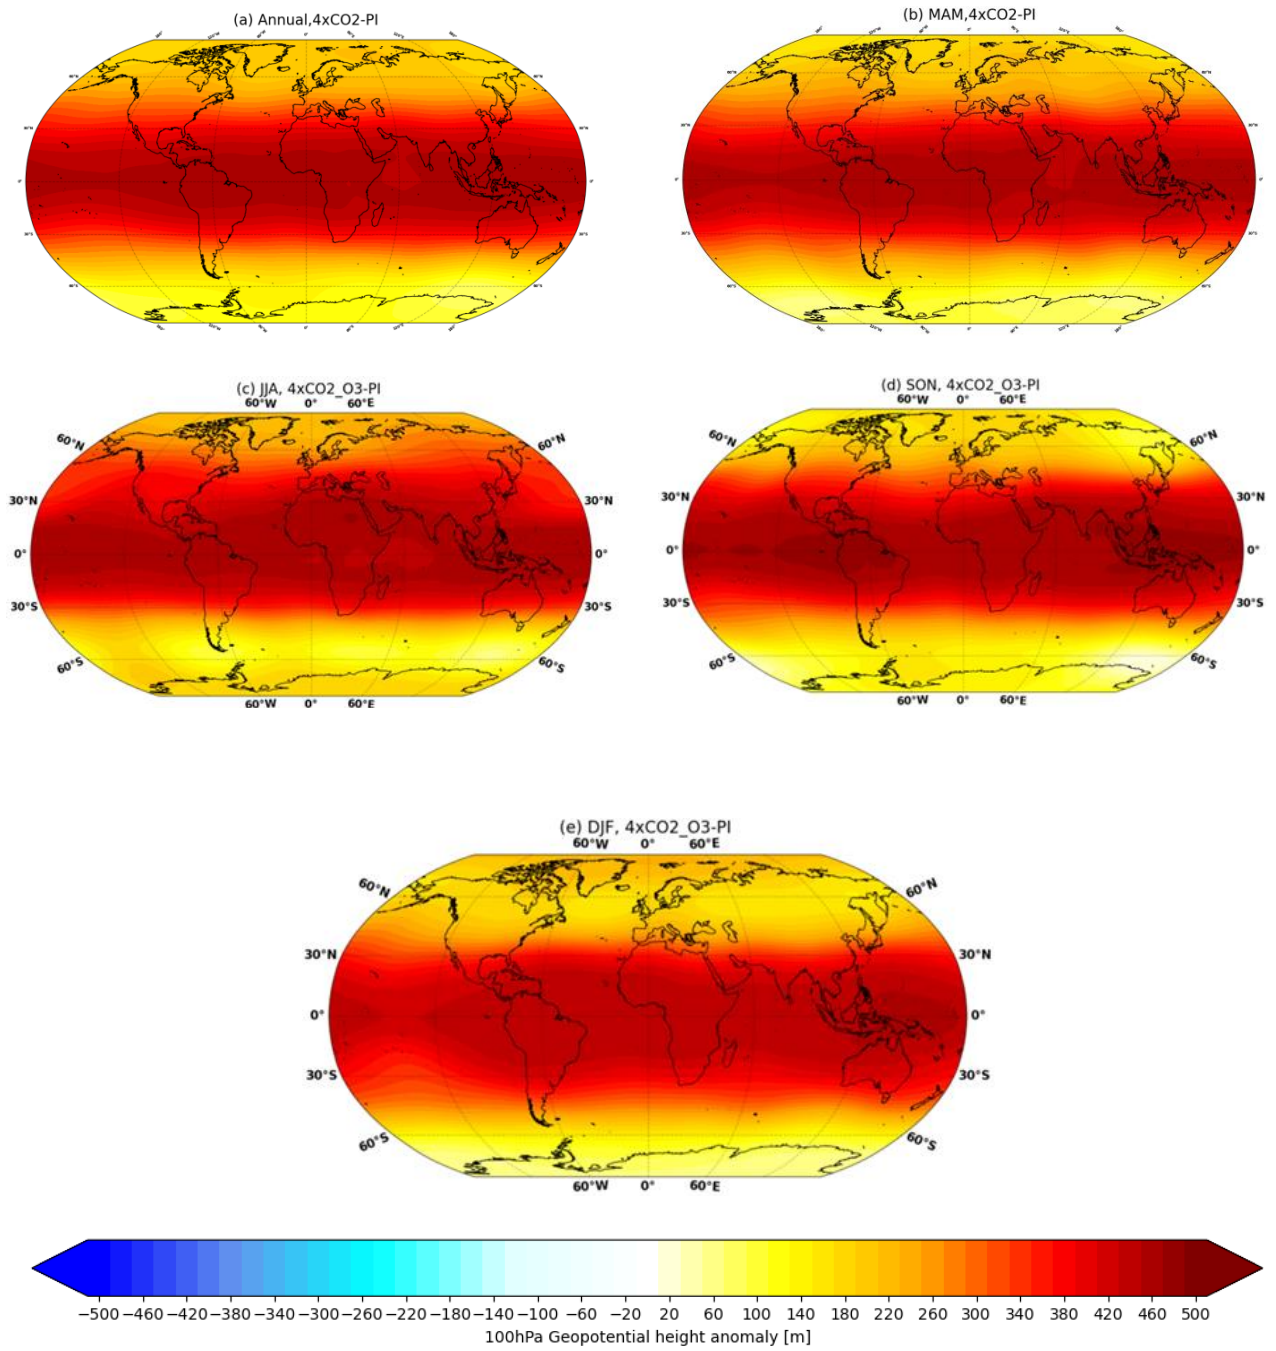 (a) Annual,4xCO2-PI
(b) MAM,4xCO2-PI
(c) JJA, 4xCO2_O3-PI
60°W 0° 60°E
60°N 60°N
30°N 30°N
0° 0°
30°S 30°S
60°S 60°S
60°W 0° 60°E
(d) SON, 4xCO2_O3-PI
60°W 0° 60°E
60°N 60°N
30°N 30°N
0° 0°
30°S 30°S
60°S 60°S
60°W 0° 60°E
(e) DJF, 4xCO2_O3-PI
60°W 0° 60°E
60°N 60°N
30°N 30°N
0° 0°
30°S 30°S
60°S 60°S
60°W 0° 60°E
−500 −460 −420 −380 −340 −300 −260 −220 −180 −140 −100 −60 −20 20 60 100 140 180 220 260 300 340 380 420 460 500
100hPa Geopotential height anomaly [m]